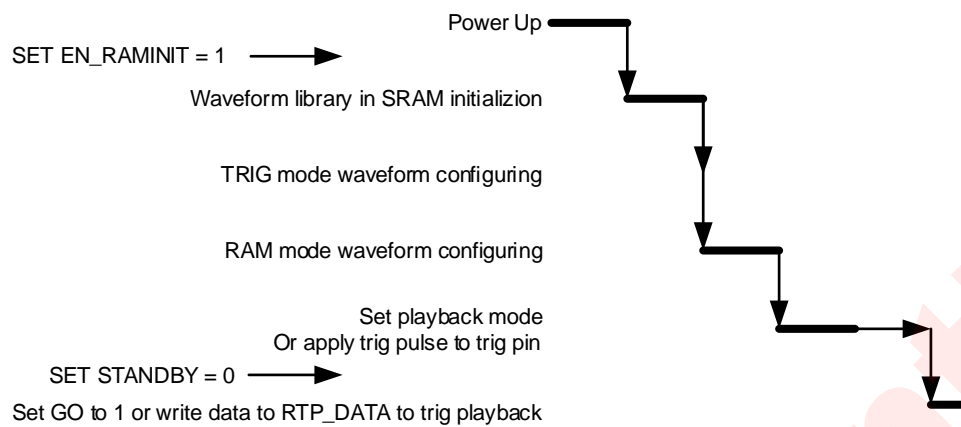 Power Up
SET EN_RAMINIT = 1
Waveform library in SRAM initializion
TRIG mode waveform configuring
RAM mode waveform configuring
Set playback mode
Or apply trig pulse to trig pin
SET STANDBY = 0
Set GO to 1 or write data to RTP_DATA to trig playback